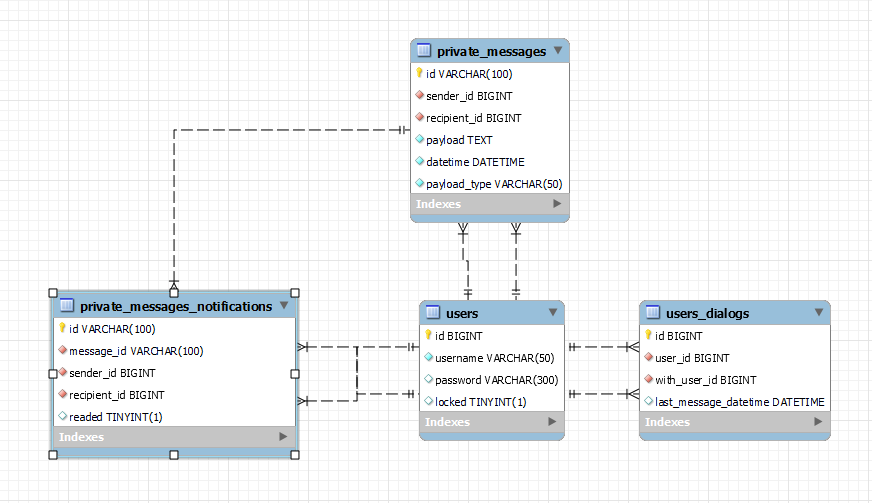 private_messages
id VARCHAR(100)
sender_id BIGINT
recipient_id BIGINT
payload TEXT
datetime DATETIME
payload_type VARCHAR(50)
Indexes
private_messages_notifications
id VARCHAR(100)
message_id VARCHAR(100)
sender_id BIGINT
recipient_id BIGINT
readed TINYINT(1)
Indexes
users
id BIGINT
username VARCHAR(50)
password VARCHAR(300)
locked TINYINT(1)
Indexes
users_dialogs
id BIGINT
user_id BIGINT
with_user_id BIGINT
last_message_datetime DATETIME
Indexes